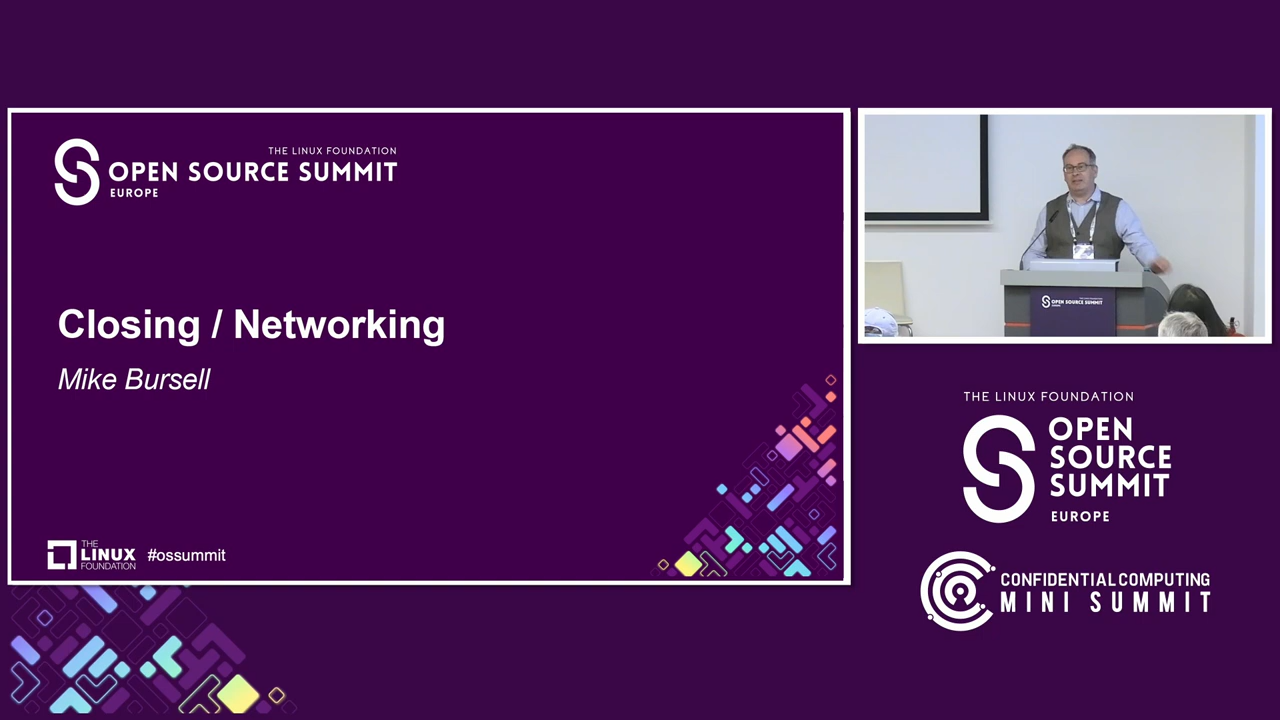 THE LINUX FOUNDATION
OPEN SOURCE SUMMIT
EUROPE
Closing / Networking
Mike Bursell
THE
LINUX
FOUNDATION
#ossummit
OPEN SOURCE SUMMIT
THE LINUX FOUNDATION
OPEN
SOURCE
SUMMIT
EUROPE
CONFIDENTIAL COMPUTING
MINI SUMMIT